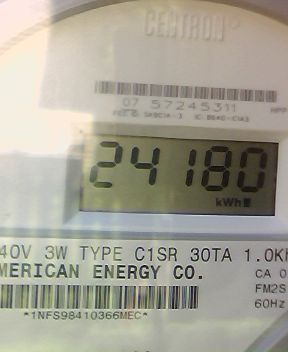 CENTRON
07 57245311
24180
kWh
40V 3W TYPE C1SR 30TA 1.0K
MERICAN ENERGY CO.
CA 0
FM2S
60Hz
*1NFS98410366MEC*